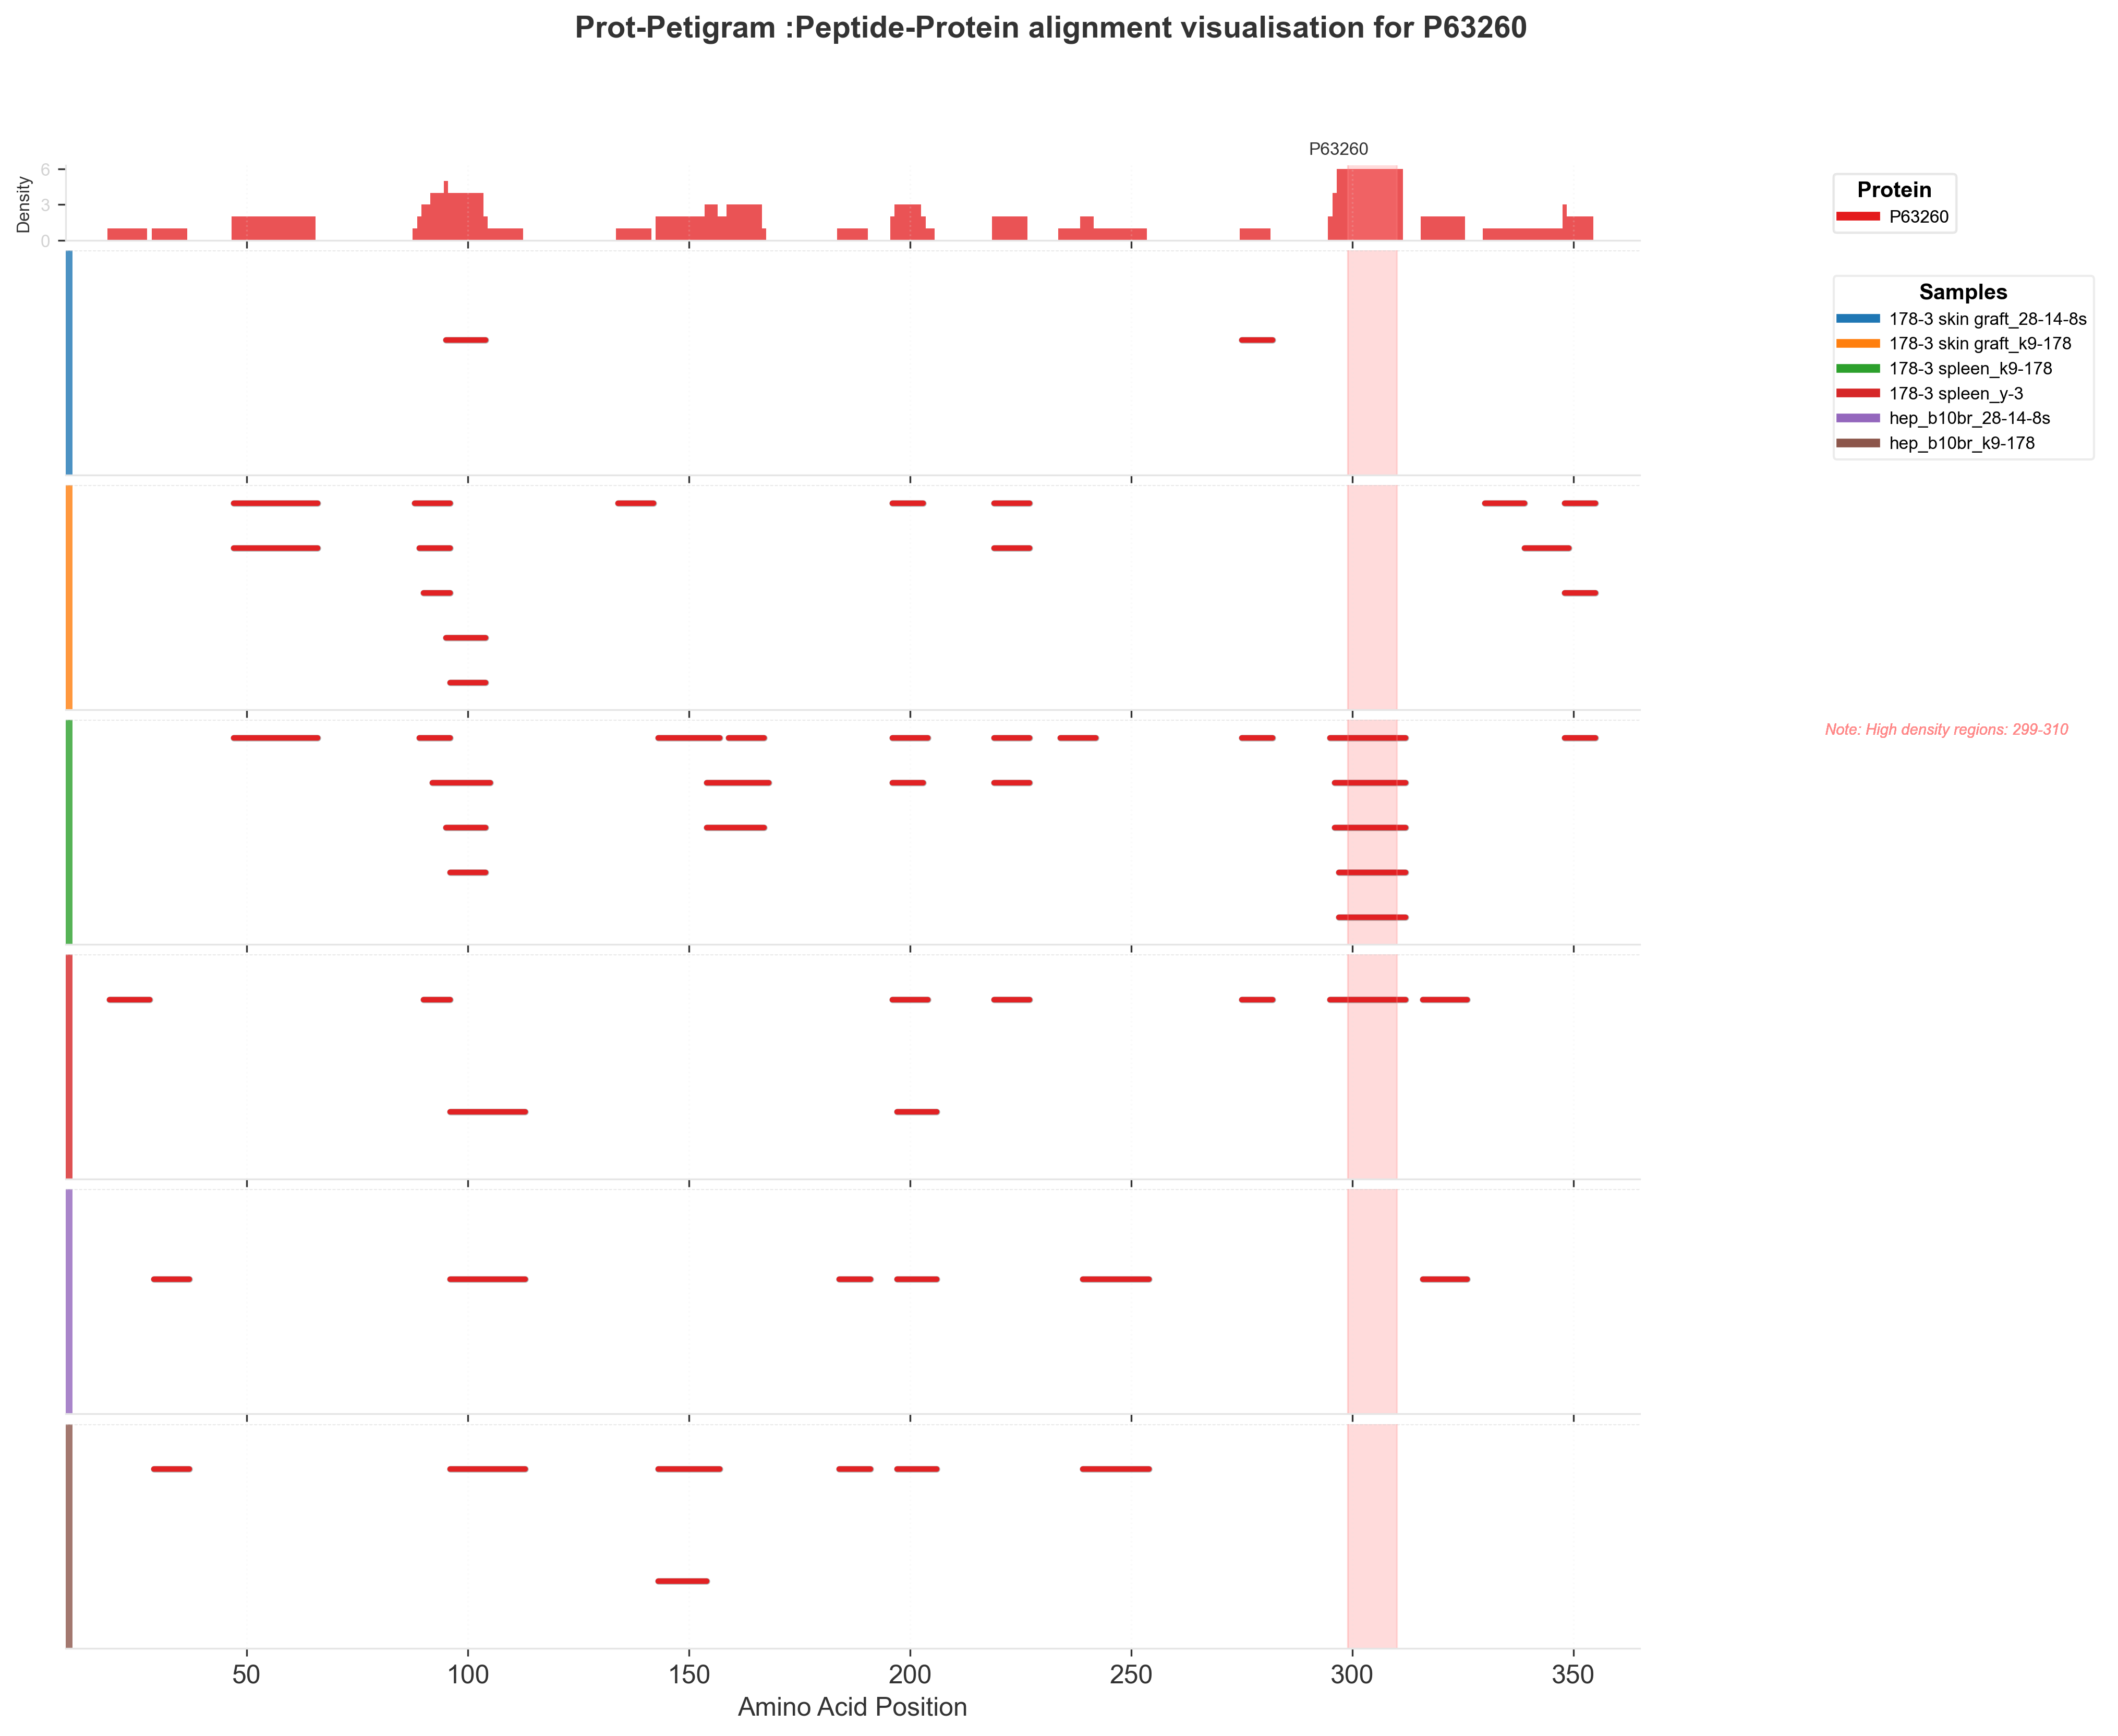 Prot-Petigram :Peptide-Protein alignment visualisation for P63260
P63260
Density
6
3
0
Protein
P63260
Samples
178-3 skin graft_28-14-8s
178-3 skin graft_k9-178
178-3 spleen_k9-178
178-3 spleen_y-3
hep_b10br_28-14-8s
hep_b10br_k9-178
Note: High density regions: 299-310
50 100 150 200 250 300 350
Amino Acid Position